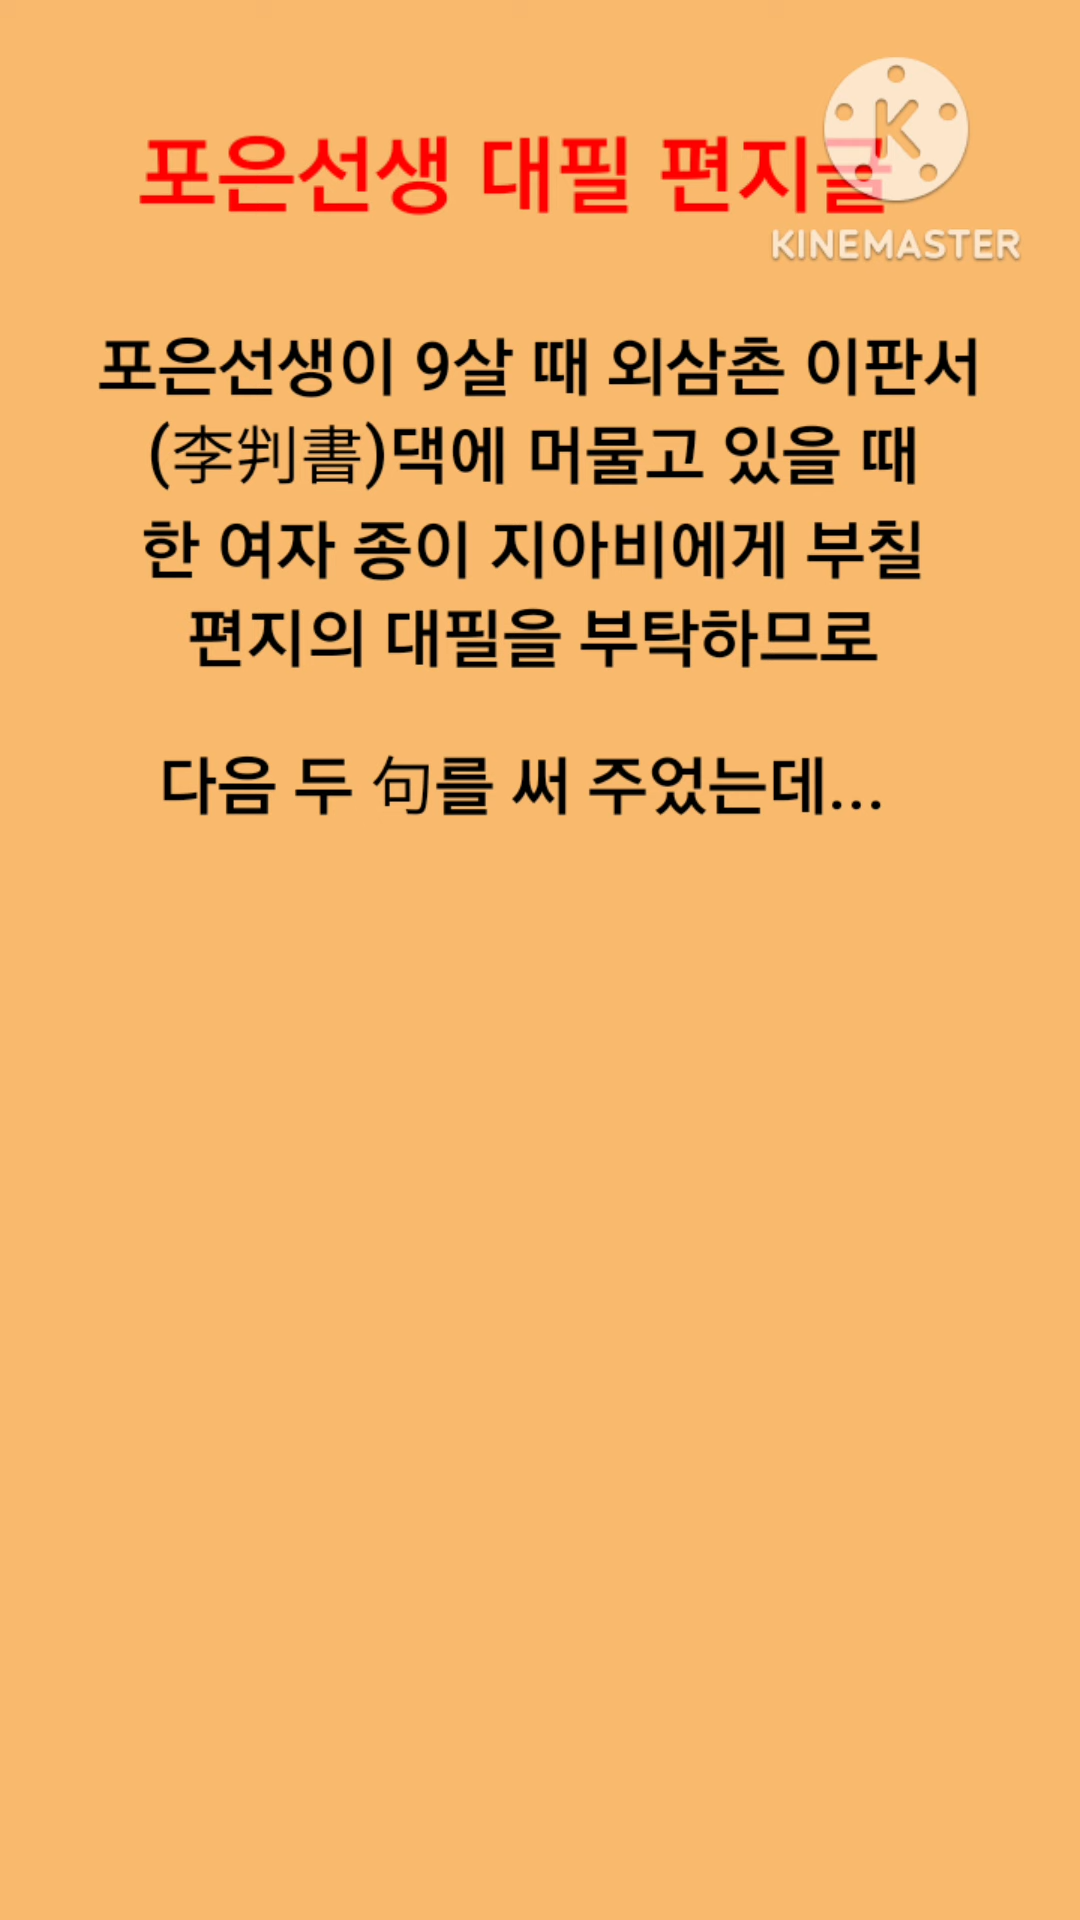 포은선생 대필 편지글
KINEMASTER
포은선생이 9살 때 외삼촌 이판서
(李判書)댁에 머물고 있을 때
한 여자 종이 지아비에게 부칠
편지의 대필을 부탁하므로
다음 두 句를 써 주었는데...